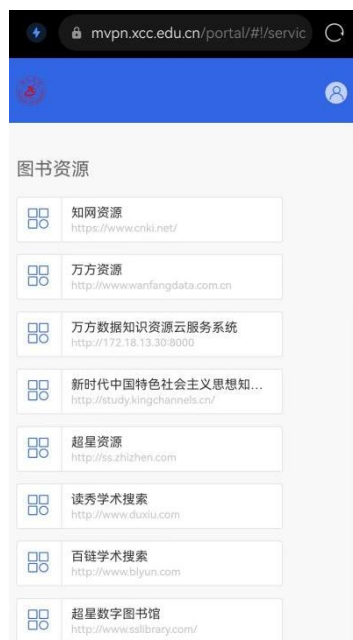 mvpn.xcc.edu.cn/portal/#!/servic
图书资源
知网资源
https://www.cnki.net/
万方资源
http://www.wanfangdata.com.cn
万方数据知识资源云服务系统
http://172.18.13.30:8000
新时代中国特色社会主义思想知...
http://study.kingchannels.cn/
超星资源
http://ss.zhizhen.com
读秀学术搜索
http://www.duxiu.com
百链学术搜索
http://www.blyun.com
超星数字图书馆
http://www.sslibrary.com/